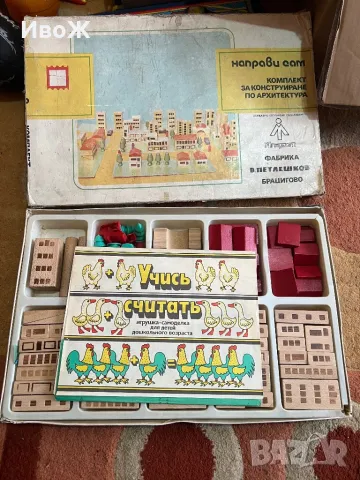 ИвоЖ
направи сам
КОМПЛЕКТ
ЗА КОНСТРУИРАНЕ
ПО АРХИТЕКТУРА
ФАБРИКА
В.ПЕТЛЕШКОВ
БРАЦИГОВО
Учись
считать
игрушка-самоделка
для детей
дошкольного возраста
BAZAR